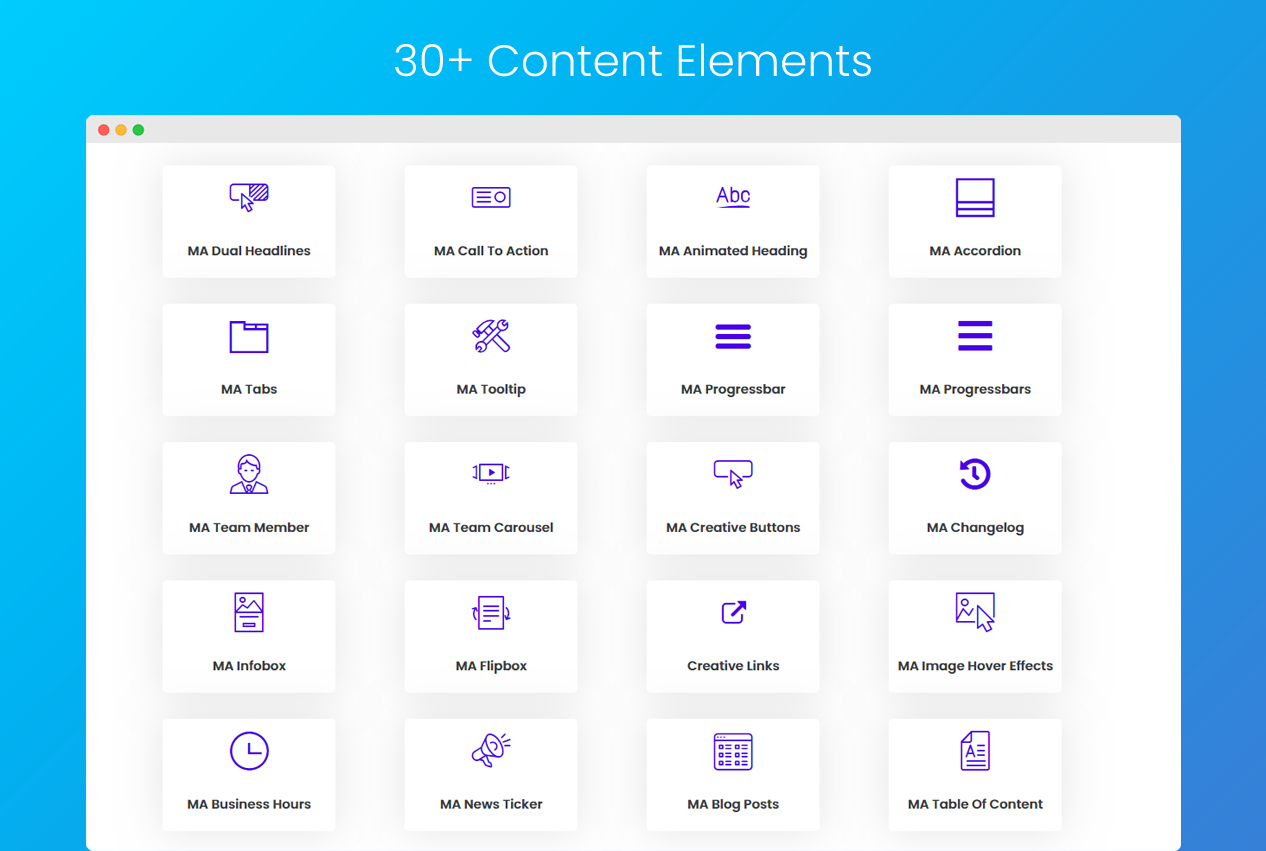 30+ Content Elements
Abc
MA Dual Headlines
MA Call To Action
MA Animated Heading
MA Accordion
MA Tabs
MA Tooltip
MA Progressbar
MA Progressbars
MA Team Member
MA Team Carousel
MA Creative Buttons
MA Changelog
MA Infobox
MA Flipbox
Creative Links
MA Image Hover Effects
A
MA Business Hours
MA News Ticker
MA Blog Posts
MA Table Of Content